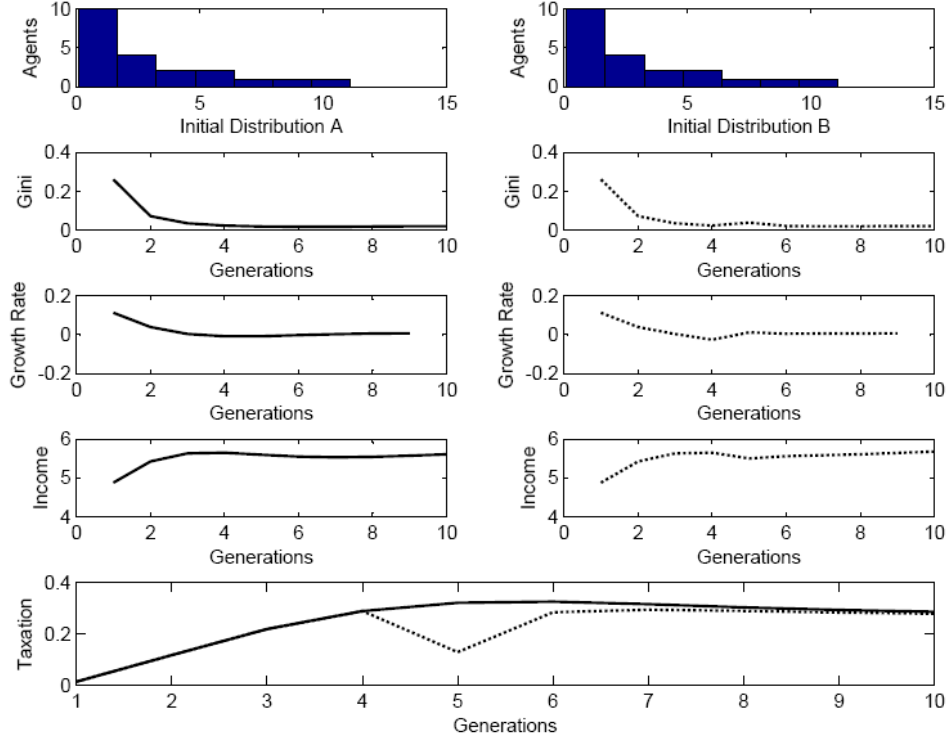 10
5
0
Agents
0 5 10 15
Initial Distribution A
10
5
0
Agents
0 5 10 15
Initial Distribution B
0.4
0.2
0
Gini
0 2 4 6 8 10
Generations
0.4
0.2
0
Gini
0 2 4 6 8 10
Generations
0.2
0
-0.2
Growth Rate
0 2 4 6 8 10
Generations
0.2
0
-0.2
Growth Rate
0 2 4 6 8 10
Generations
6
5
4
Income
0 2 4 6 8 10
Generations
6
5
4
Income
0 2 4 6 8 10
Generations
0.4
0.2
0
Taxation
1 2 3 4 5 6 7 8 9 10
Generations